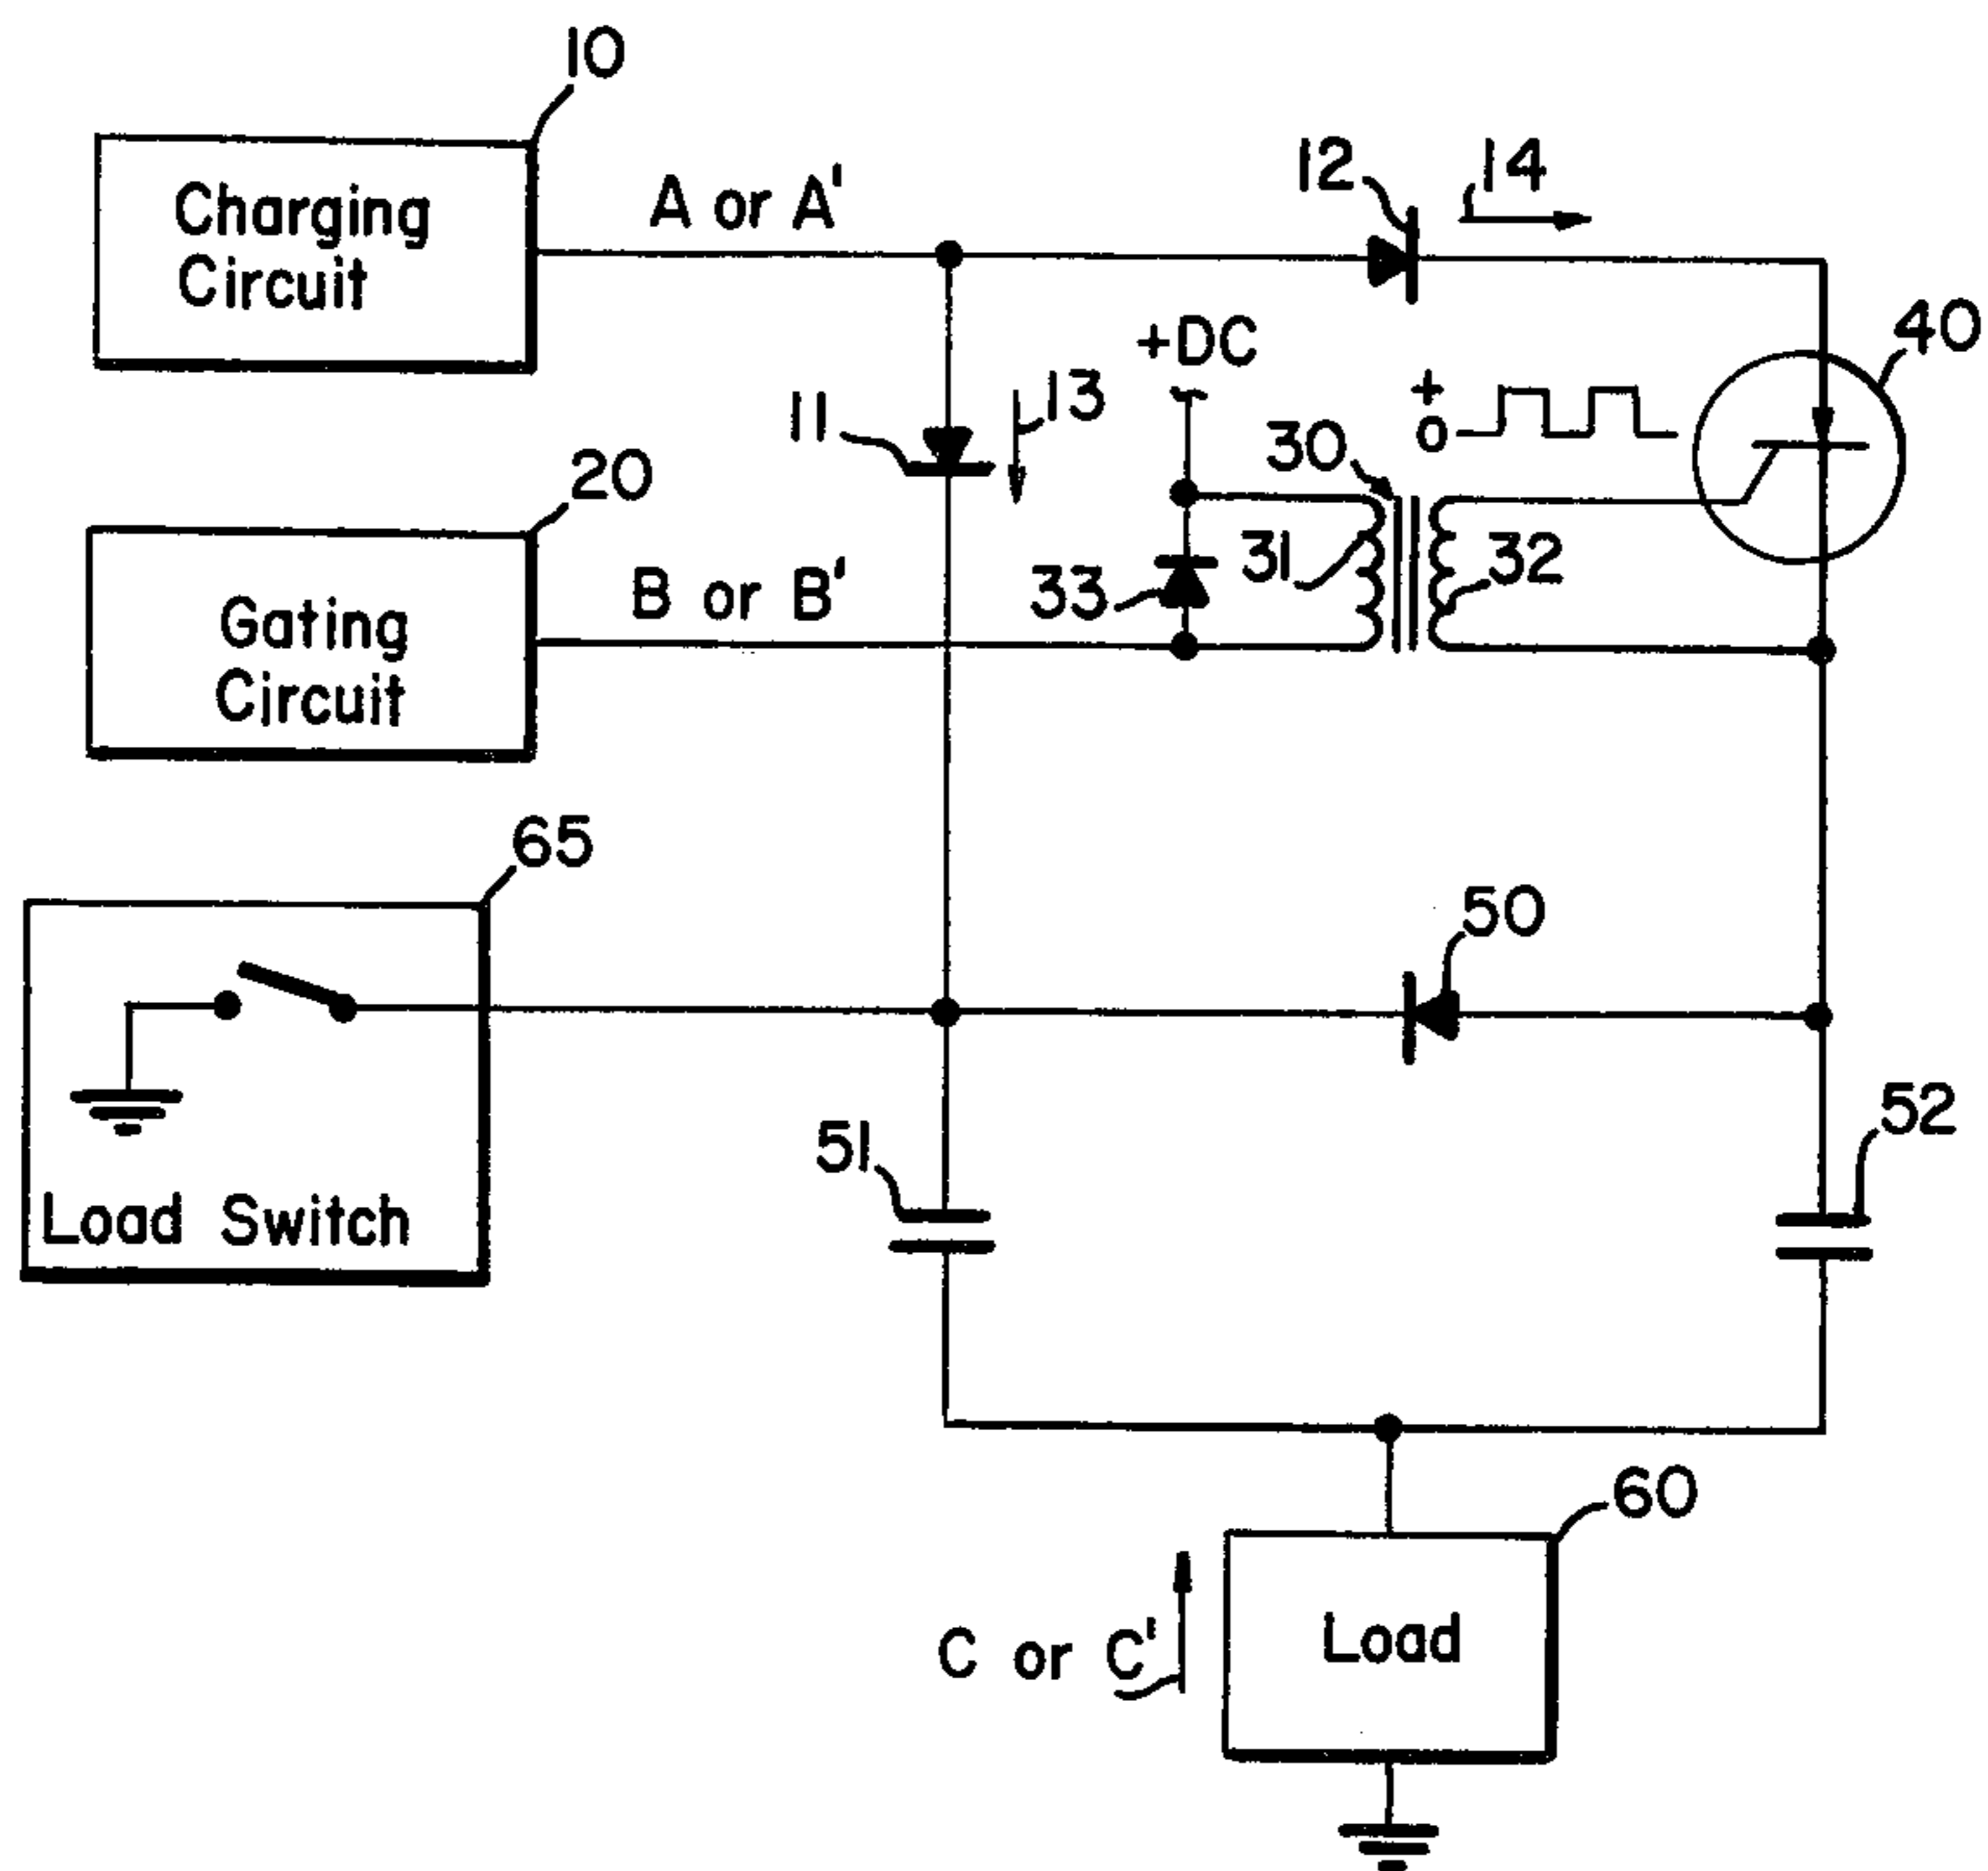 10
Charging
Circuit
A or A'
12
14
+DC
40
11
13
+
0
30
20
31
32
33
B or B'
Gating
Circuit
65
50
52
51
Load Switch
60
C or C'
Load